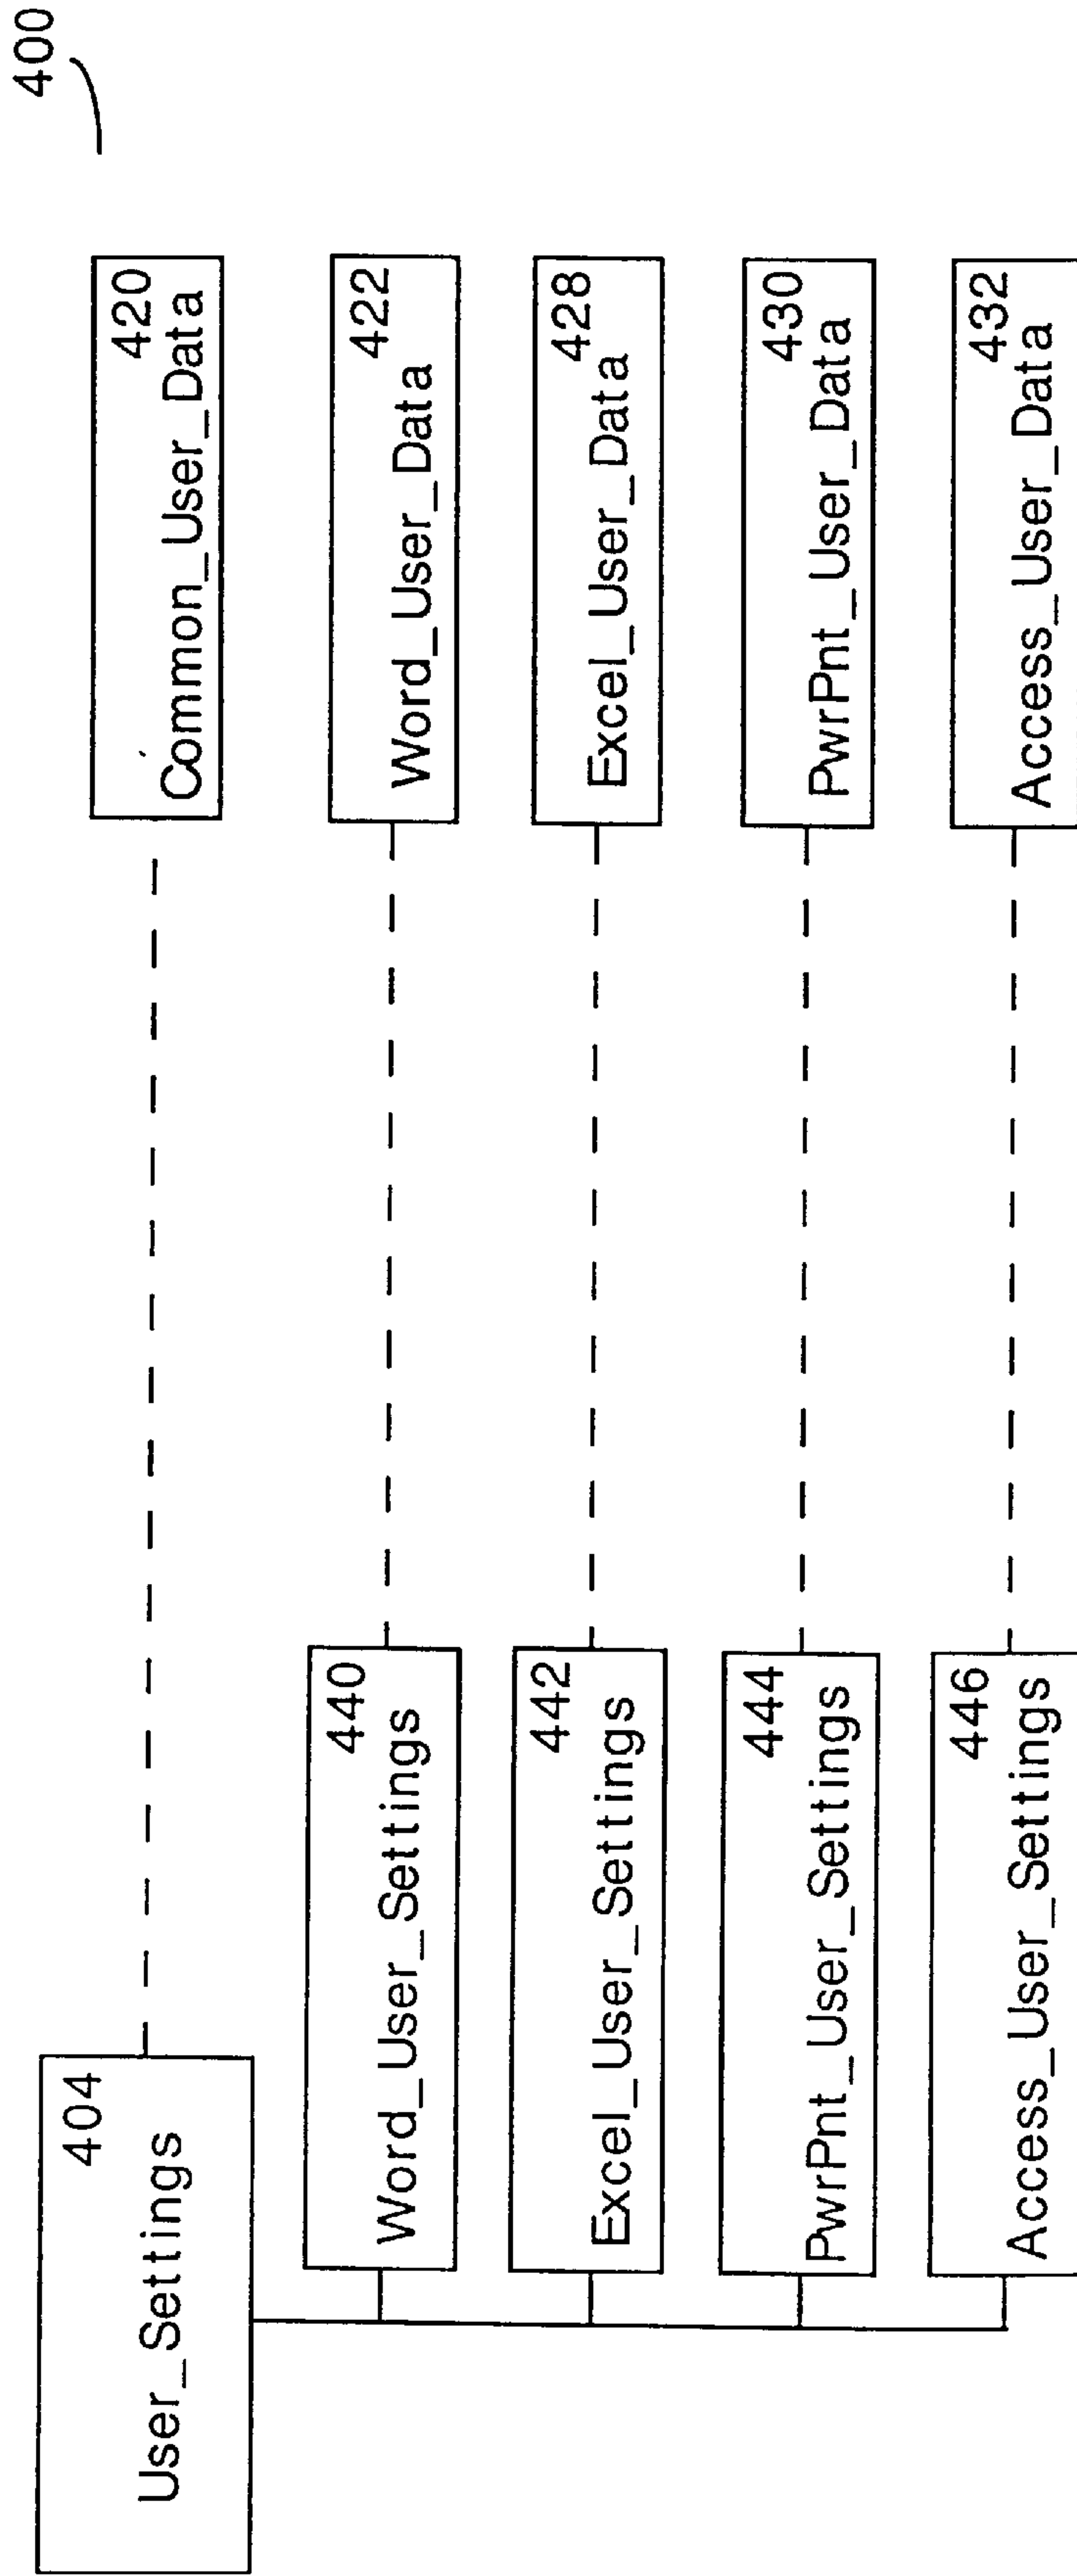 400
404
User_Settings
420
Common_User_Data
440
Word_User_Settings
422
Word_User_Data
442
Excel_User_Settings
428
Excel_User_Data
444
PwrPnt_User_Settings
430
PwrPnt_User_Data
446
Access_User_Settings
432
Access_User_Data